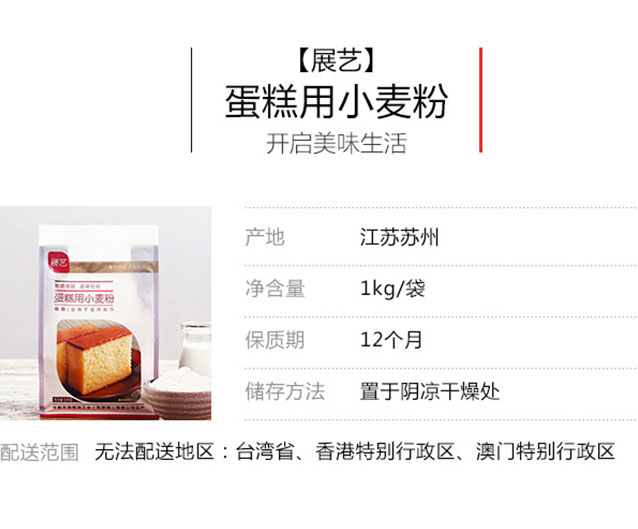 【展艺】
蛋糕用小麦粉
开启美味生活
产地 江苏苏州
净含量 1kg/袋
保质期 12个月
储存方法 置于阴凉干燥处
配送范围 无法配送地区：台湾省、香港特别行政区、澳门特别行政区
展艺
蛋糕用小麦粉